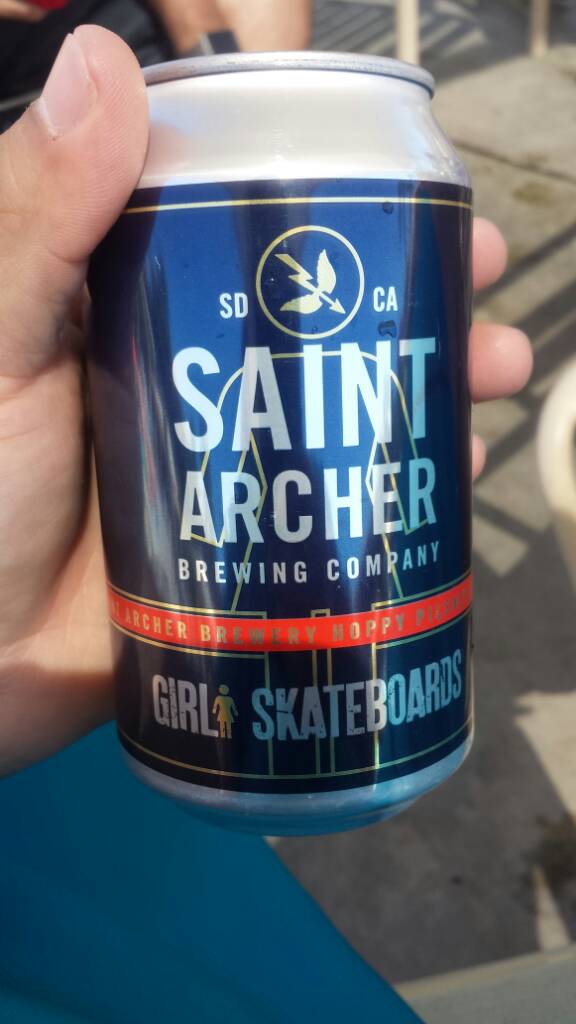 SD CA
SAINT
ARCHER
BREWING COMPANY
ARCHER BREWERY HOPPY
GIRL SKATEBOARDS